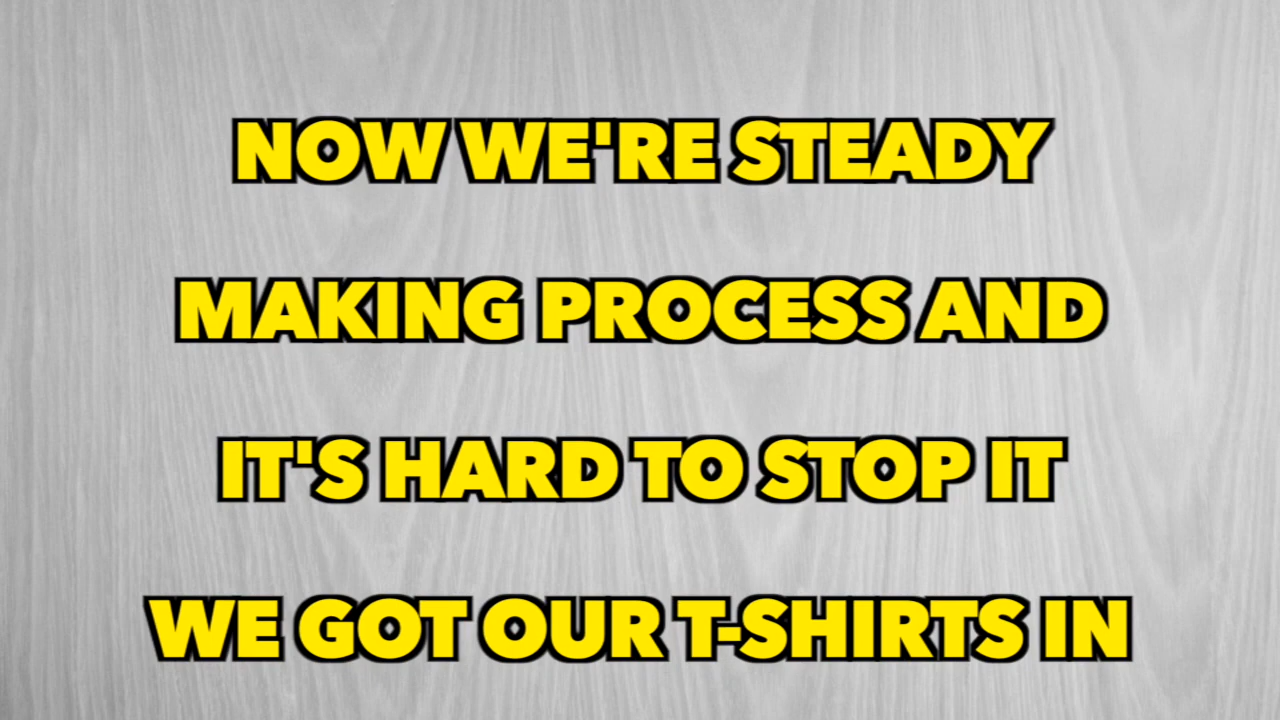 NOW WE'RE STEADY
MAKING PROCESS AND
IT'S HARD TO STOP IT
WE GOT OUR T-SHIRTS IN